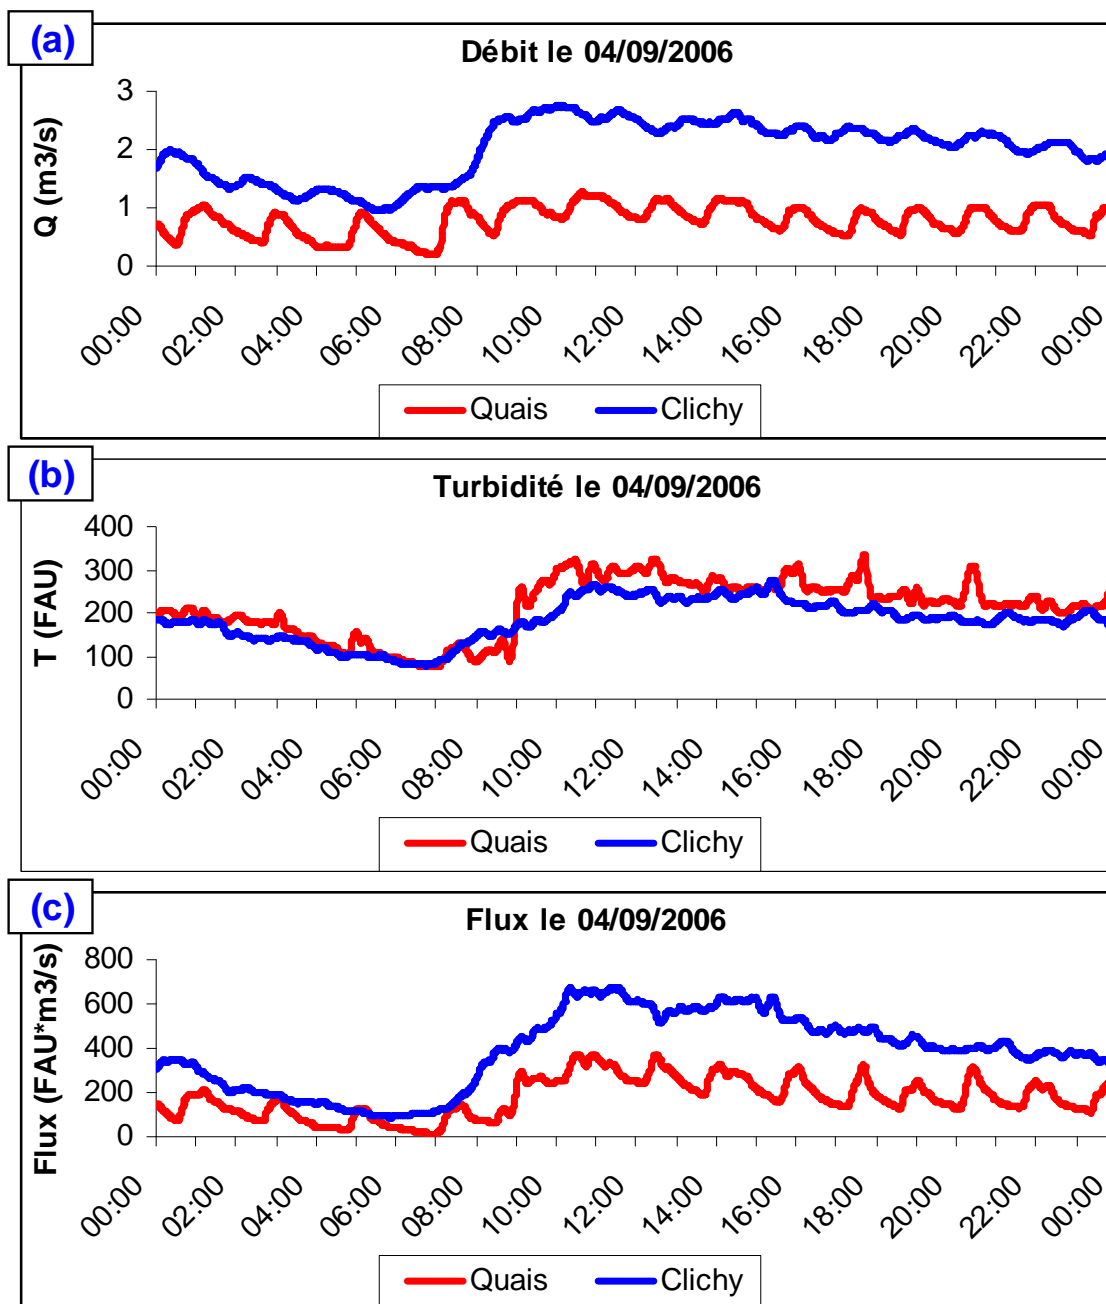 (a)
Débit le 04/09/2006
Q (m3/s)
3
2
1
0
00:00 02:00 04:00 06:00 08:00 10:00 12:00 14:00 16:00 18:00 20:00 22:00 00:00
Quais Clichy
(b)
Turbidité le 04/09/2006
T (FAU)
400
300
200
100
0
00:00 02:00 04:00 06:00 08:00 10:00 12:00 14:00 16:00 18:00 20:00 22:00 00:00
Quais Clichy
(c)
Flux le 04/09/2006
Flux (FAU*m3/s)
800
600
400
200
0
00:00 02:00 04:00 06:00 08:00 10:00 12:00 14:00 16:00 18:00 20:00 22:00 00:00
Quais Clichy